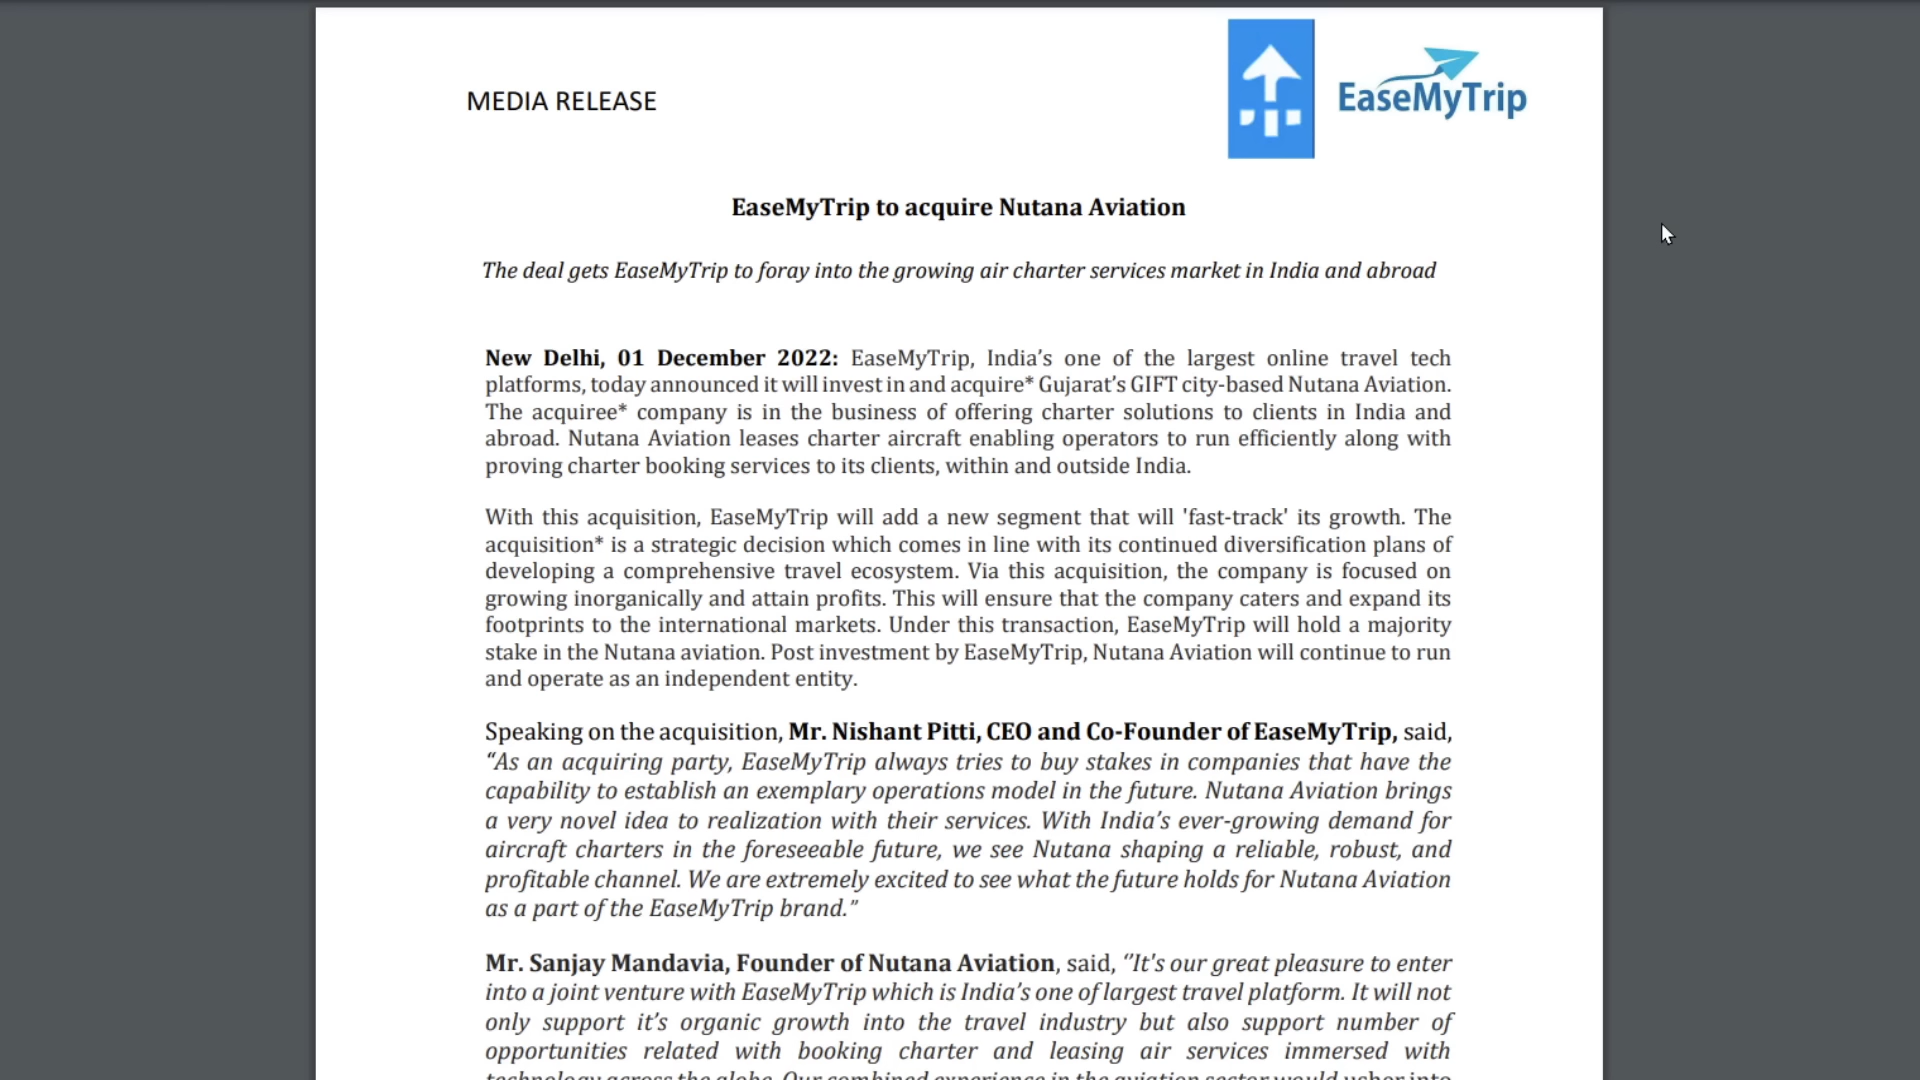 MEDIA RELEASE
EaseMyTrip
EaseMyTrip to acquire Nutana Aviation
The deal gets EaseMyTrip to foray into the growing air charter services market in India and abroad
New Delhi, 01 December 2022: EaseMyTrip, India’s one of the largest online travel tech
platforms, today announced it will invest in and acquire* Gujarat’s GIFT city-based Nutana Aviation.
The acquiree* company is in the business of offering charter solutions to clients in India and
abroad. Nutana Aviation leases charter aircraft enabling operators to run efficiently along with
proving charter booking services to its clients, within and outside India.
With this acquisition, EaseMyTrip will add a new segment that will 'fast-track' its growth. The
acquisition* is a strategic decision which comes in line with its continued diversification plans of
developing a comprehensive travel ecosystem. Via this acquisition, the company is focused on
growing inorganically and attain profits. This will ensure that the company caters and expand its
footprints to the international markets. Under this transaction, EaseMyTrip will hold a majority
stake in the Nutana aviation. Post investment by EaseMyTrip, Nutana Aviation will continue to run
and operate as an independent entity.
Speaking on the acquisition, Mr. Nishant Pitti, CEO and Co-Founder of EaseMyTrip, said,
“As an acquiring party, EaseMyTrip always tries to buy stakes in companies that have the
capability to establish an exemplary operations model in the future. Nutana Aviation brings
a very novel idea to realization with their services. With India’s ever-growing demand for
aircraft charters in the foreseeable future, we see Nutana shaping a reliable, robust, and
profitable channel. We are extremely excited to see what the future holds for Nutana Aviation
as a part of the EaseMyTrip brand.”
Mr. Sanjay Mandavia, Founder of Nutana Aviation, said, “It's our great pleasure to enter
into a joint venture with EaseMyTrip which is India’s one of largest travel platform. It will not
only support it’s organic growth into the travel industry but also support number of
opportunities related with booking charter and leasing air services immersed with
technology across the globe. Our combined experience in the aviation sector would usher into